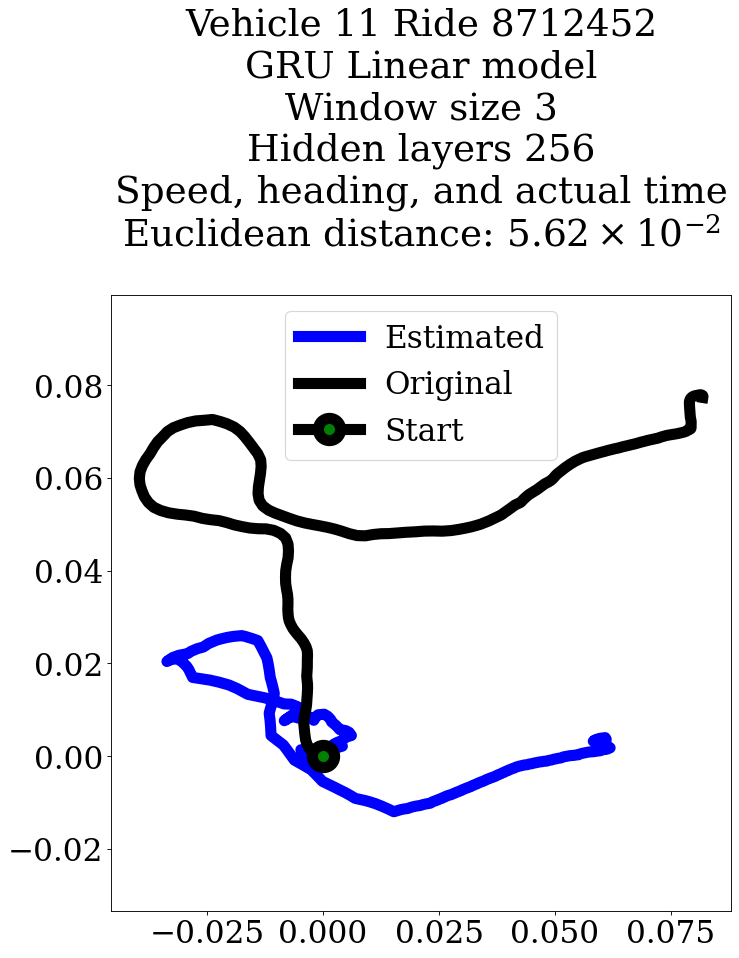 Vehicle 11 Ride 8712452
GRU Linear model
Window size 3
Hidden layers 256
Speed, heading, and actual time
Euclidean distance: 5.62 × 10⁻²
Estimated
Original
Start
0.08
0.06
0.04
0.02
0.00
−0.02
−0.025 0.000 0.025 0.050 0.075